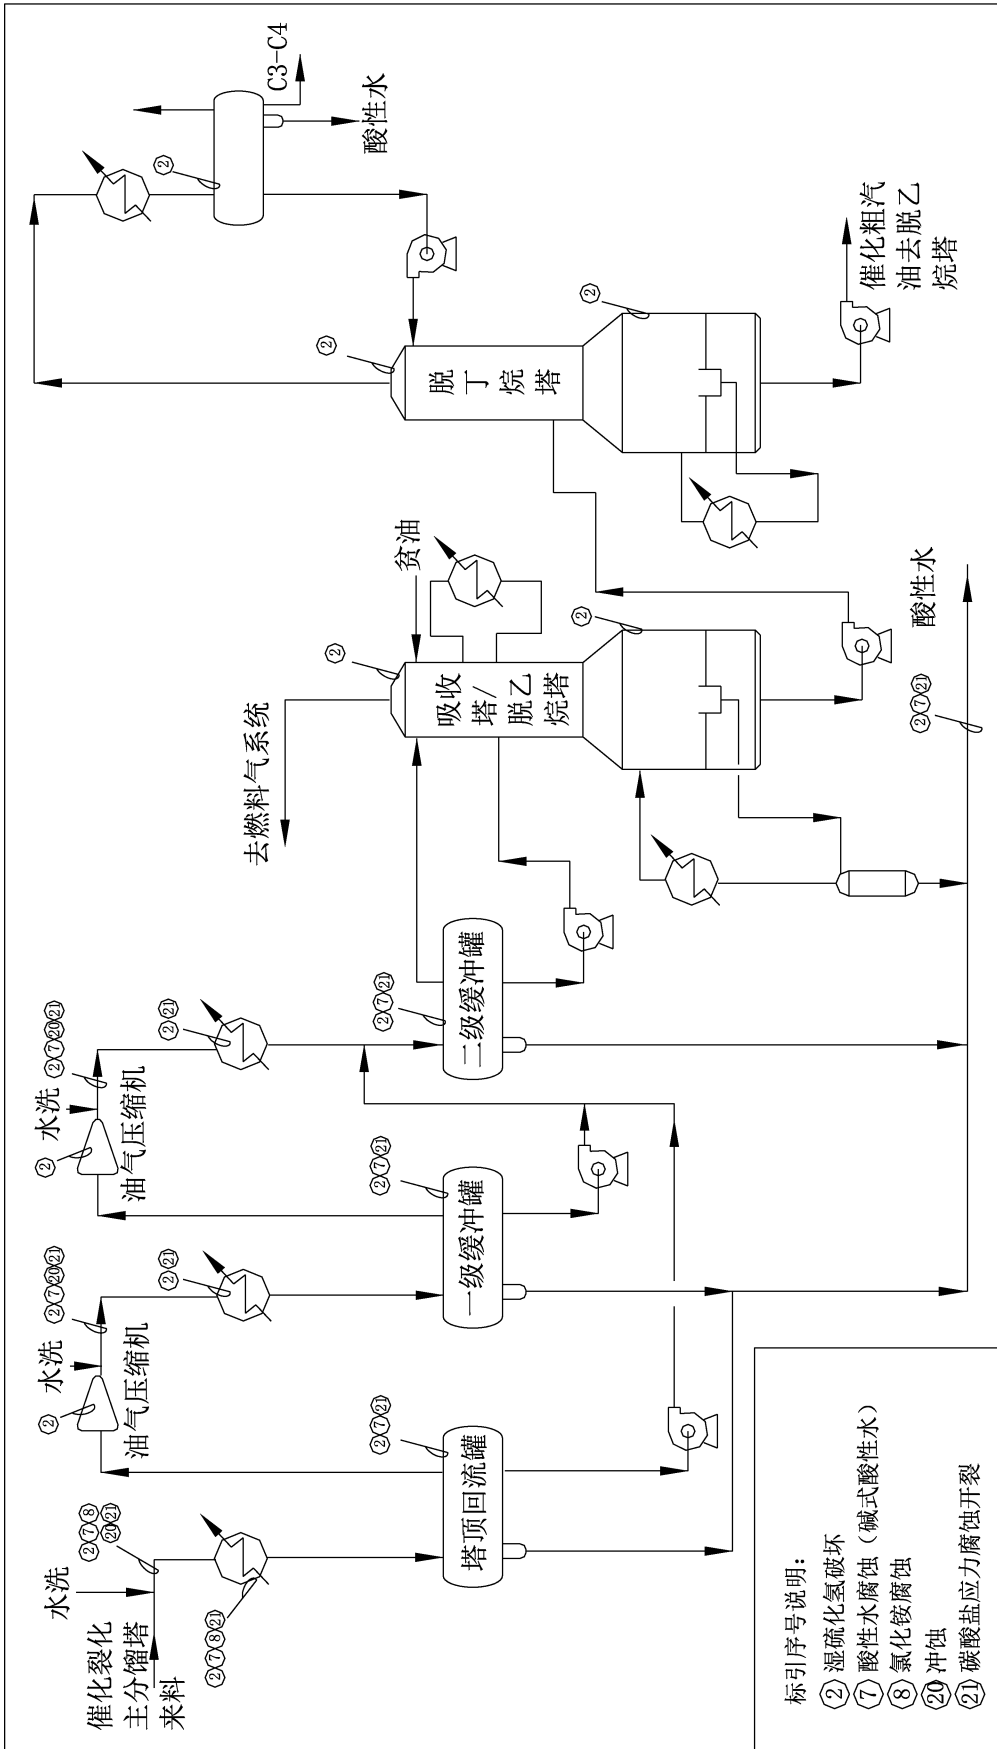 催化裂化
主分馏塔
来料
水洗
②⑦⑧
⑳㉑
②⑦⑧㉑
塔顶回流罐
②⑦㉑
②
油气压缩机
水洗
②⑦⑳㉑
②㉑
一级缓冲罐
②⑦㉑
②
油气压缩机
水洗
②⑦⑳㉑
②㉑
二级缓冲罐
②⑦㉑
去燃料气系统
②
吸收
塔/
脱乙
烷塔
贫油
②
②⑦㉑
酸性水
②
脱
丁
烷
塔
②
②
C3-C4
酸性水
催化粗汽
油去脱乙
烷塔
标引序号说明：
② 湿硫化氢破坏
⑦ 酸性水腐蚀（碱式酸性水）
⑧ 氯化铵腐蚀
⑳ 冲蚀
㉑ 碳酸盐应力腐蚀开裂